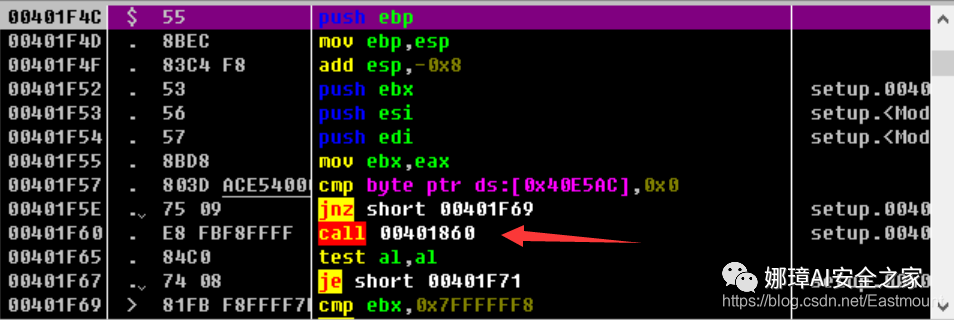 00401F4C $ 55 push ebp
00401F4D . 8BEC mov ebp,esp
00401F4F . 83C4 F8 add esp,-0x8
00401F52 . 53 push ebx setup.0040
00401F53 . 56 push esi setup.<Mod
00401F54 . 57 push edi setup.<Mod
00401F55 . 8BD8 mov ebx,eax
00401F57 . 803D ACE5400 cmp byte ptr ds:[0x40E5AC],0x0
00401F5E . 75 09 jnz short 00401F69 setup.0040
00401F60 . E8 FBF8FFFF call 00401860 setup.0040
00401F65 . 84C0 test al,al
00401F67 . 74 08 je short 00401F71
00401F69 > 81FB F8FFFF7 cmp ebx,0x7FFFFFF8
娜璋AI安全之家
https://blog.csdn.net/Eastmount